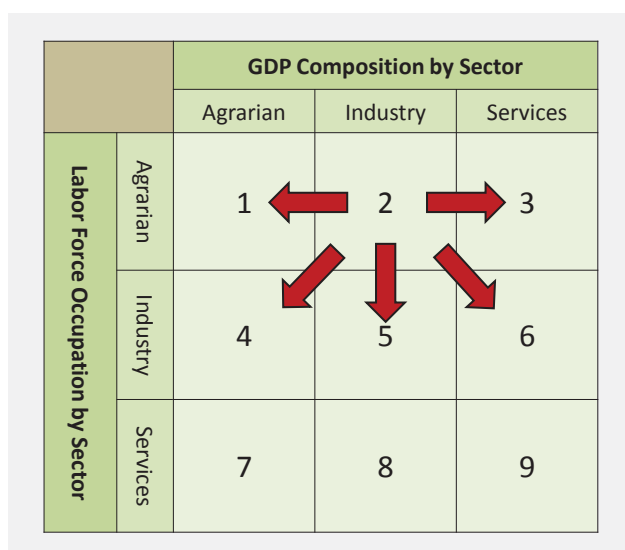 GDP Composition by Sector
Agrarian Industry Services
Labor Force Occupation by Sector
Agrarian
1 2 3
Industry
4 5 6
Services
7 8 9